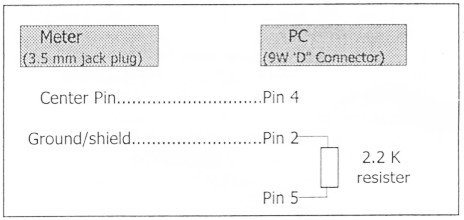 Meter PC
(3.5 mm jack plug) (9W 'D" Connector)
Center Pin..............................Pin 4
Ground/shield...........................Pin 2
2.2 K
resister
Pin 5